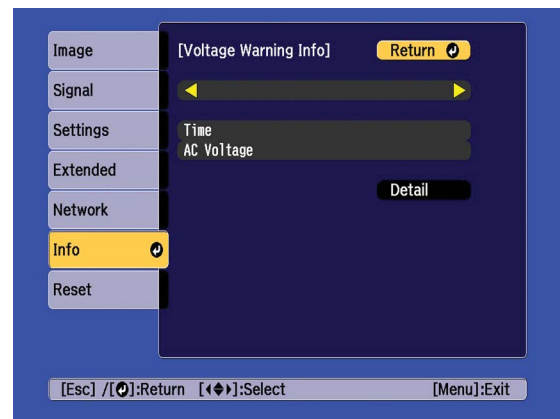 Image
Signal
Settings
Extended
Network
Info
Reset
[Voltage Warning Info] Return
Time
AC Voltage
Detail
[Esc] /[⏎]:Return [◀◆▶]:Select [Menu]:Exit